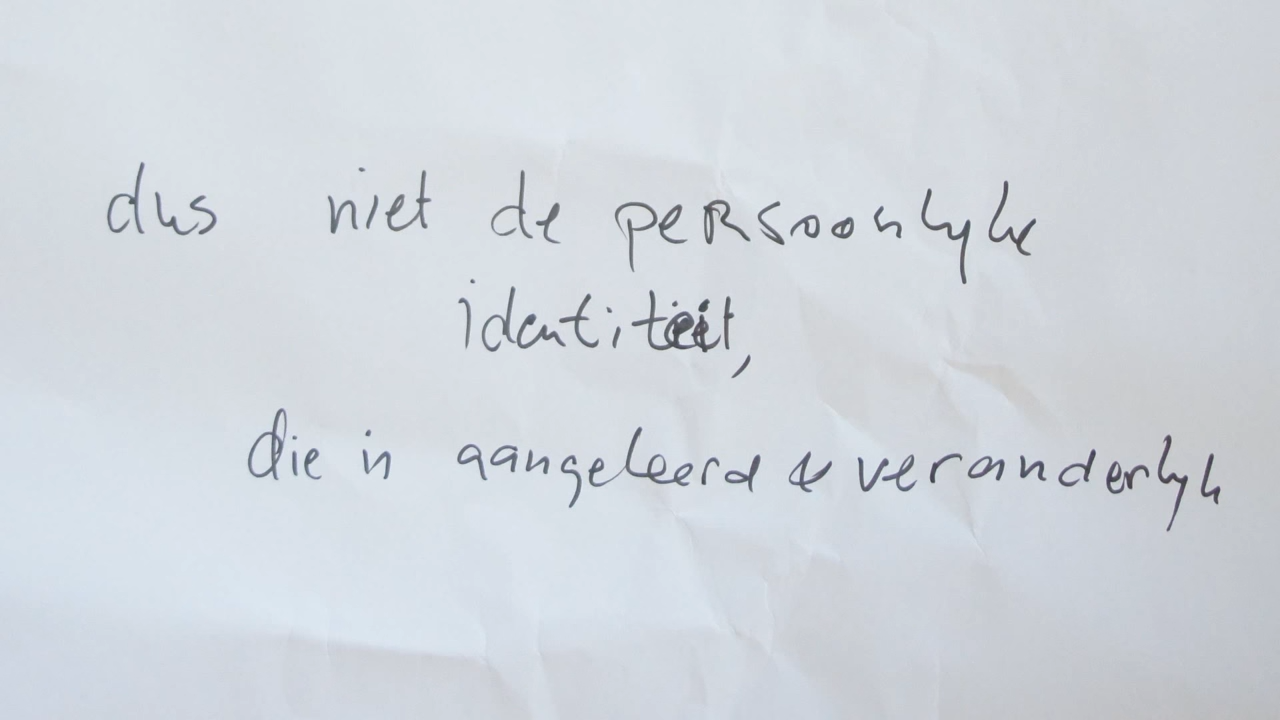 dus niet de persoonlyke
identiteit,
die is aangeleerd & veranderlyk